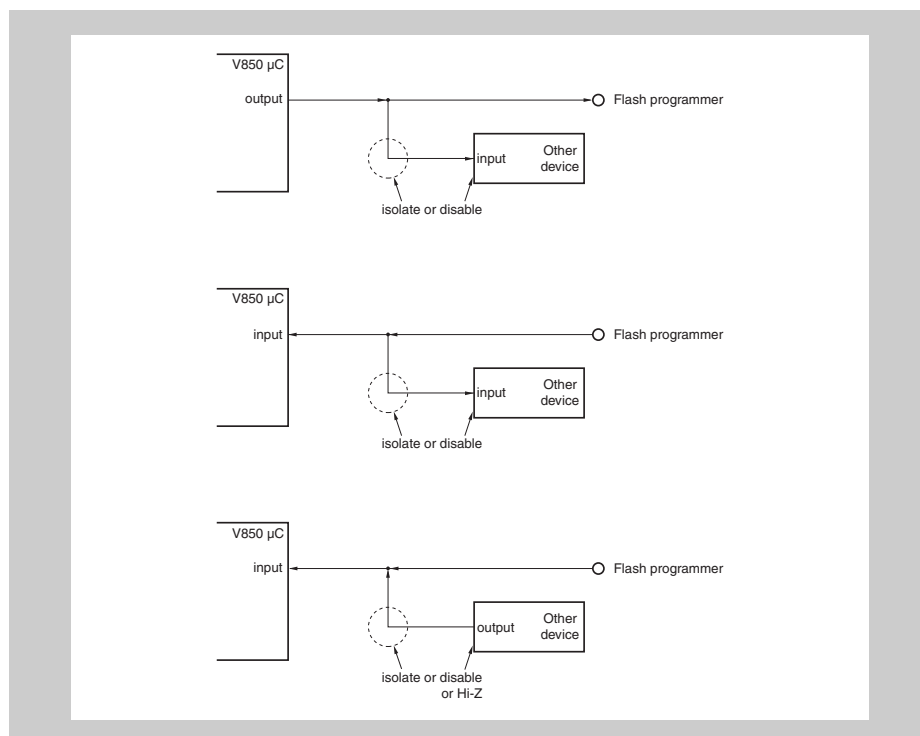 V850 µC
output
Flash programmer
input
Other
device
isolate or disable
V850 µC
input
Flash programmer
input
Other
device
isolate or disable
V850 µC
input
Flash programmer
output
Other
device
isolate or disable
or Hi-Z